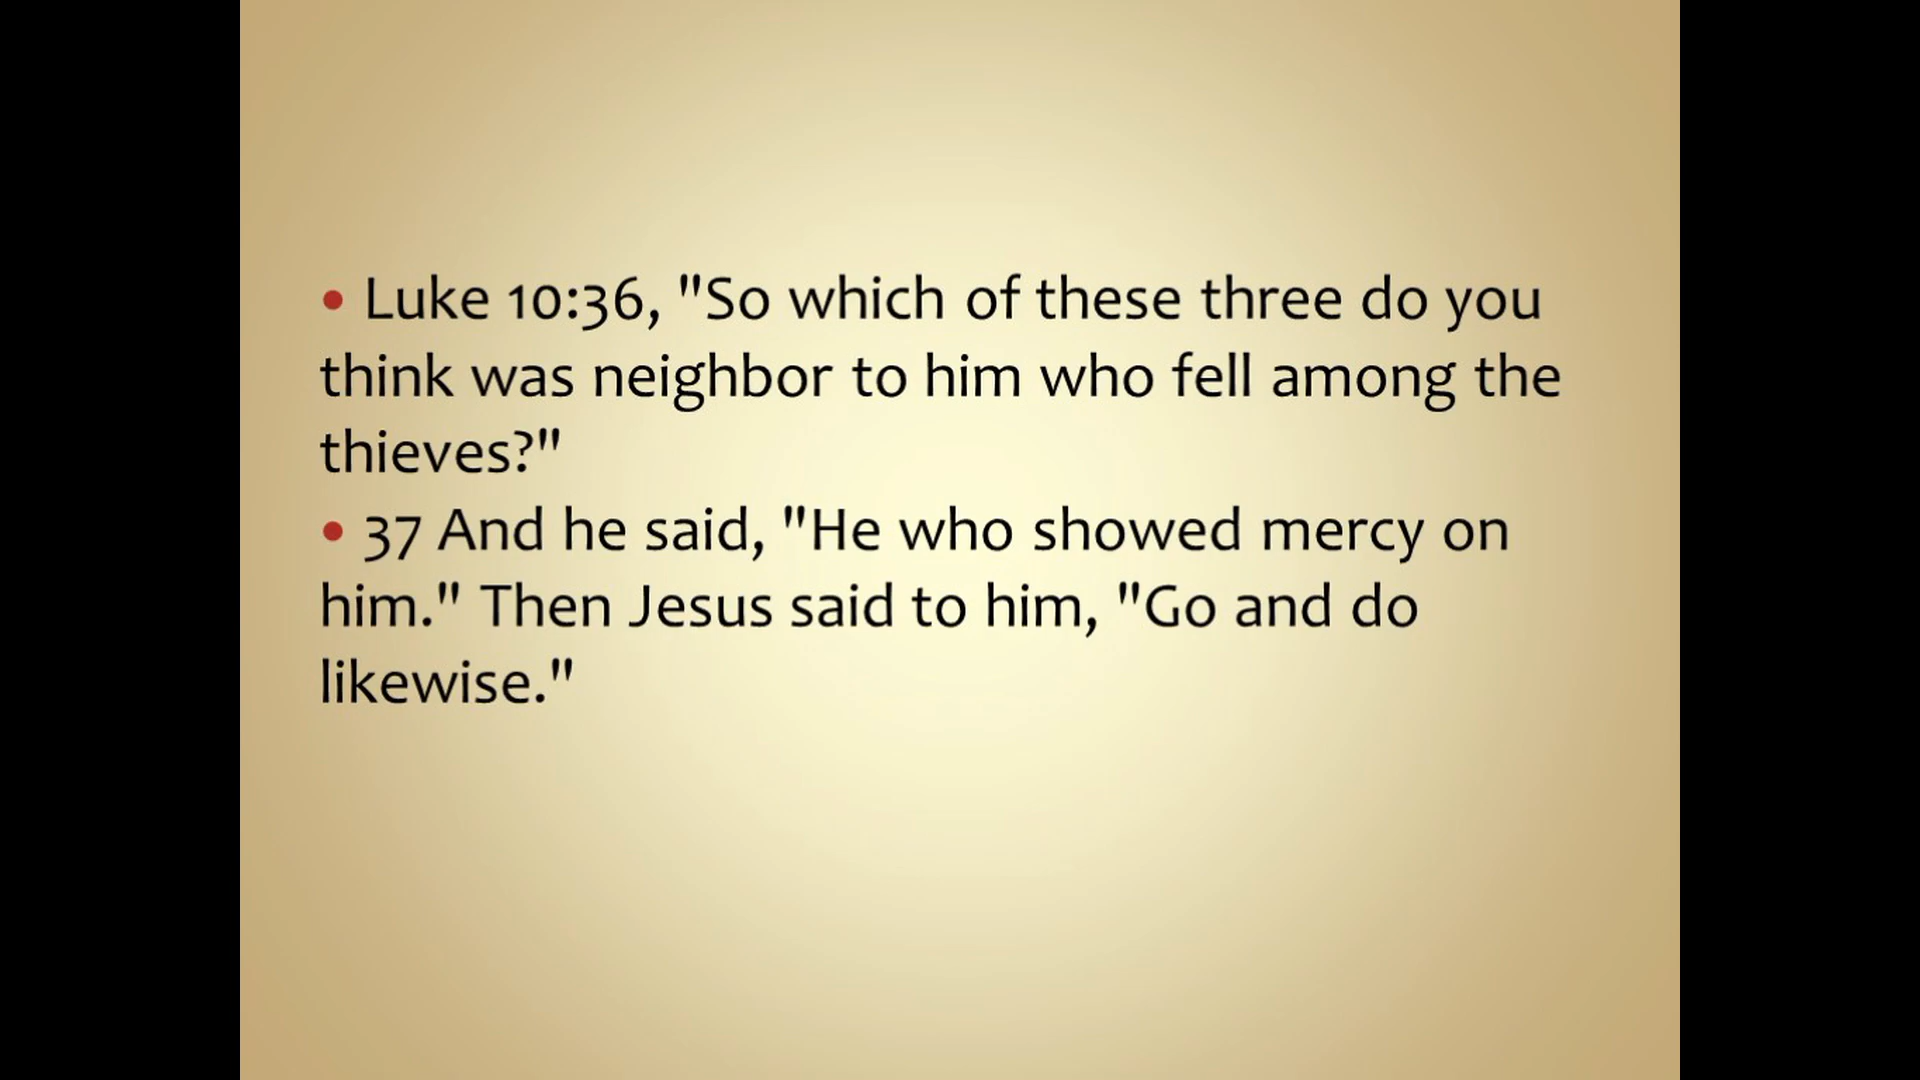 • Luke 10:36, "So which of these three do you
think was neighbor to him who fell among the
thieves?"
• 37 And he said, "He who showed mercy on
him." Then Jesus said to him, "Go and do
likewise."